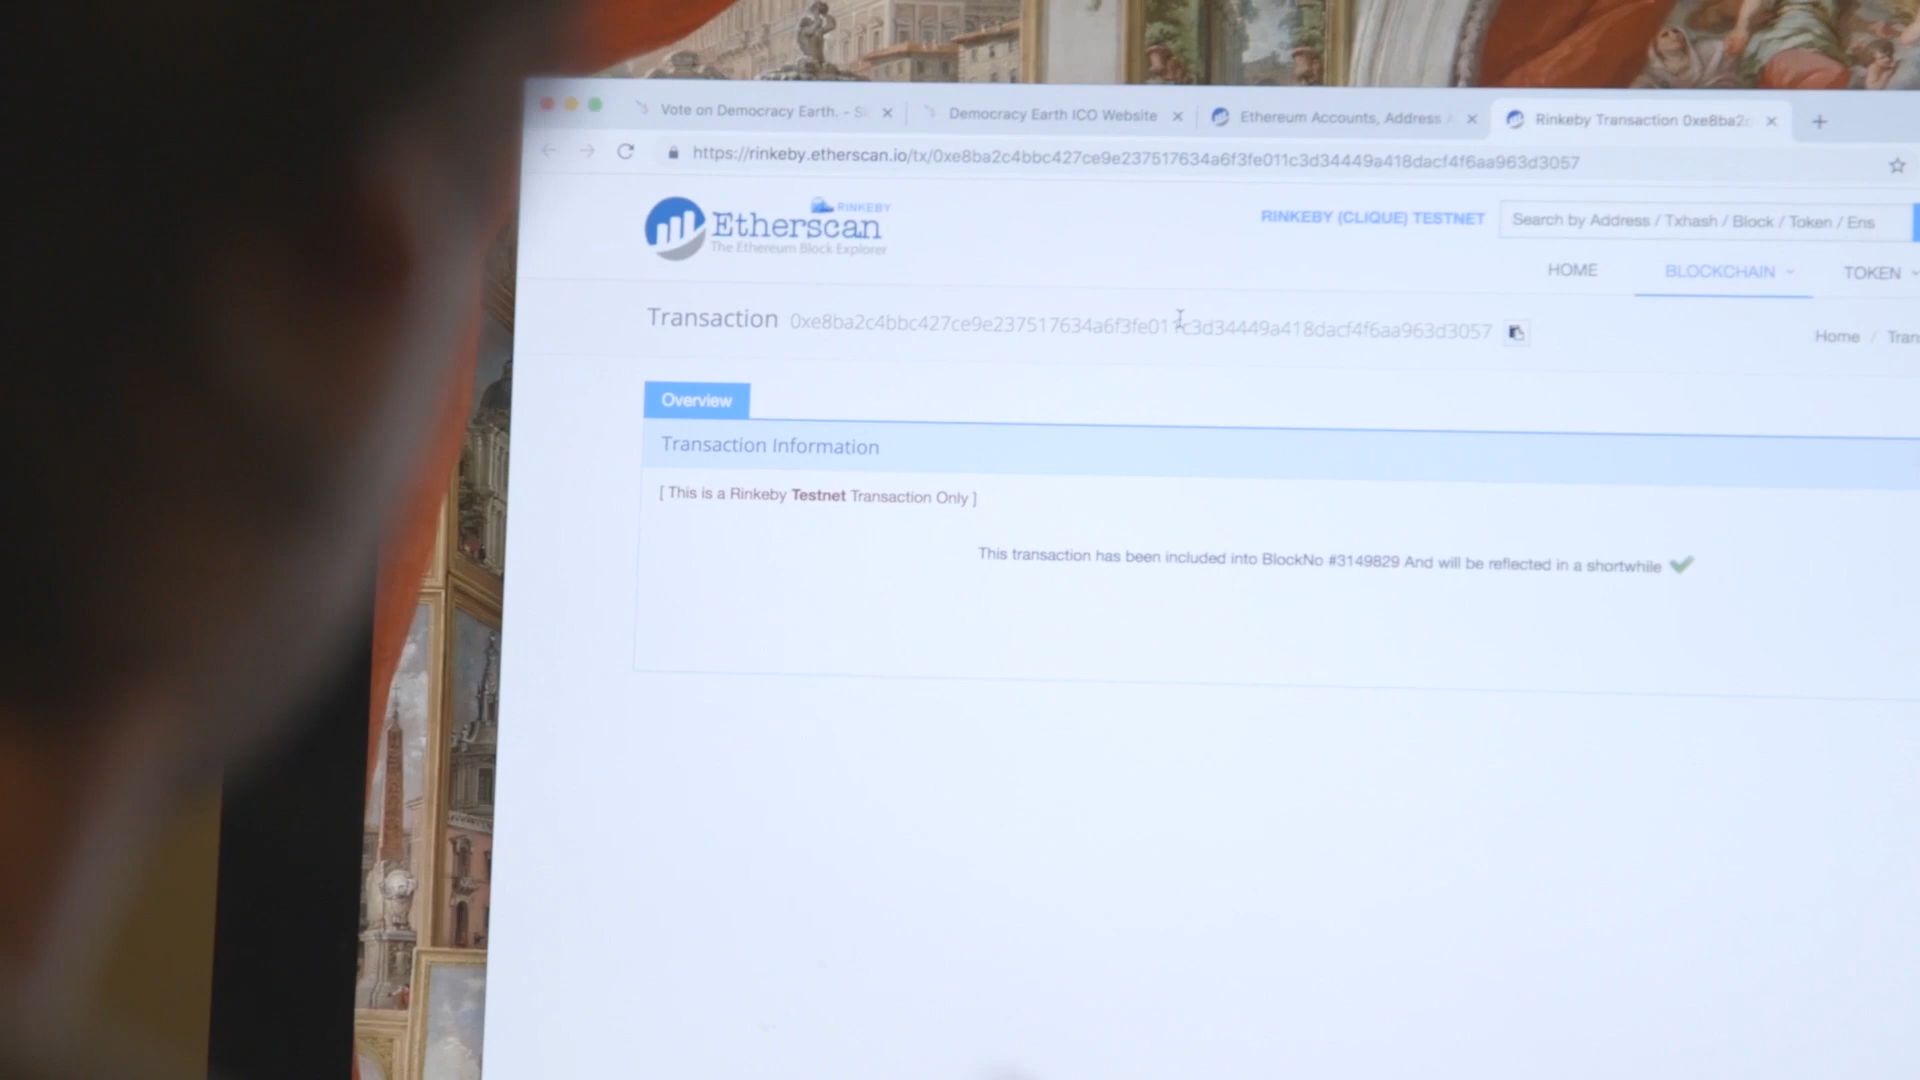 Vote on Democracy Earth. - S
Democracy Earth ICO Website
Ethereum Accounts, Address
Rinkeby Transaction 0xe8ba2c
https://rinkeby.etherscan.io/tx/0xe8ba2c4bbc427ce9e237517634a6f3fe011c3d34449a418dacf4f6aa963d3057
RINKEBY
Etherscan
The Ethereum Block Explorer
RINKEBY (CLIQUE) TESTNET
Search by Address / Txhash / Block / Token / Ens
HOME
BLOCKCHAIN
TOKEN
Transaction 0xe8ba2c4bbc427ce9e237517634a6f3fe011c3d34449a418dacf4f6aa963d3057
Home / Tran
Overview
Transaction Information
[ This is a Rinkeby Testnet Transaction Only ]
This transaction has been included into BlockNo #3149829 And will be reflected in a shortwhile